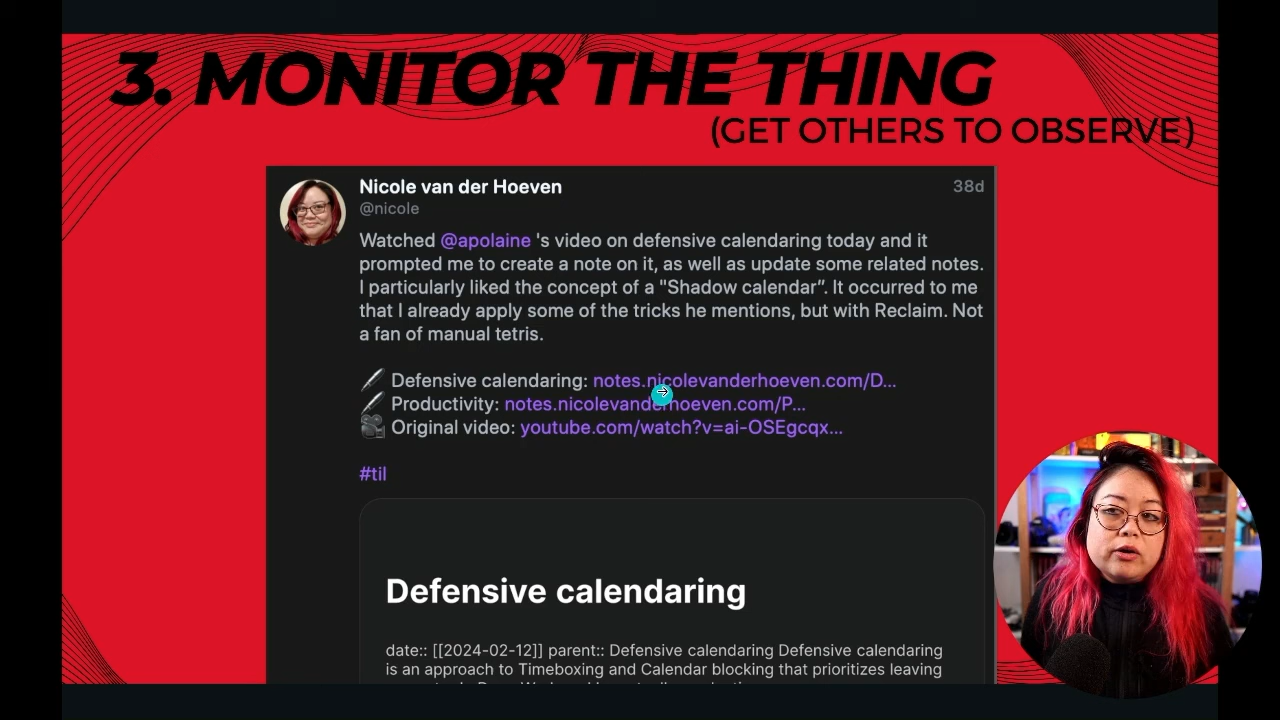 3. MONITOR THE THING
(GET OTHERS TO OBSERVE)
Nicole van der Hoeven 38d
@nicole
Watched @apolaine 's video on defensive calendaring today and it
prompted me to create a note on it, as well as update some related notes.
I particularly liked the concept of a "Shadow calendar”. It occurred to me
that I already apply some of the tricks he mentions, but with Reclaim. Not
a fan of manual tetris.
Defensive calendaring: notes.nicolevanderhoeven.com/D...
Productivity: notes.nicolevanderhoeven.com/P...
Original video: youtube.com/watch?v=ai-OSEgcqx...
#til
Defensive calendaring
date:: [[2024-02-12]] parent:: Defensive calendaring Defensive calendaring
is an approach to Timeboxing and Calendar blocking that prioritizes leaving